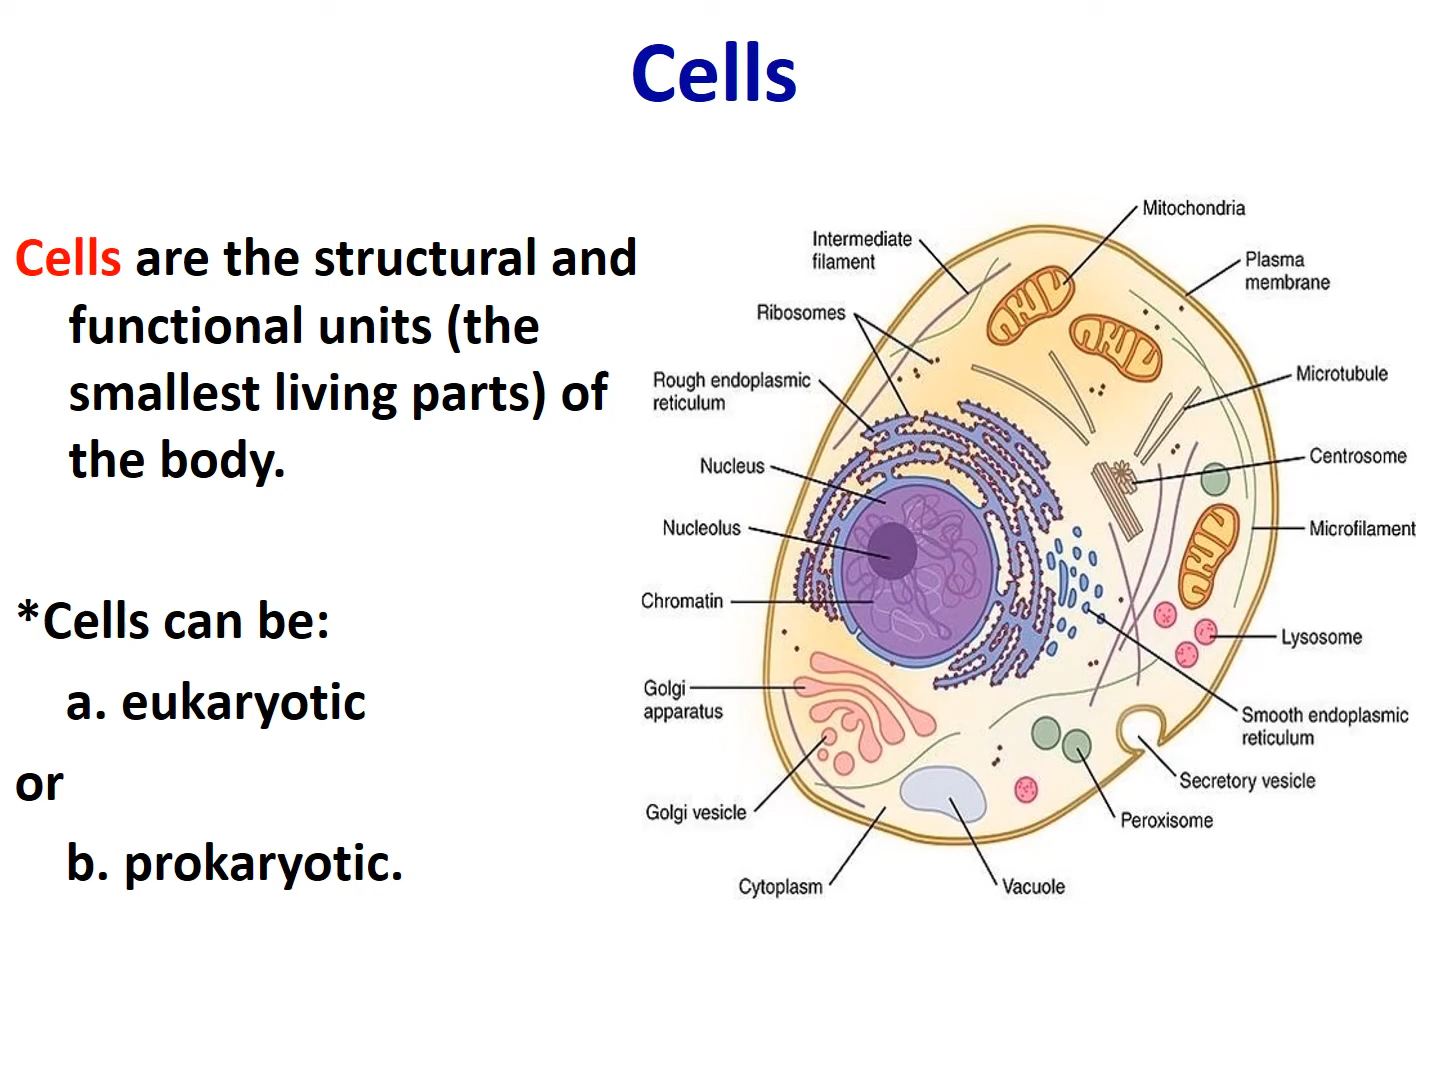 Cells
Cells are the structural and
functional units (the
smallest living parts) of
the body.
*Cells can be:
a. eukaryotic
or
b. prokaryotic.
Mitochondria
Intermediate
filament
Plasma
membrane
Ribosomes
Rough endoplasmic
reticulum
Microtubule
Nucleus
Centrosome
Nucleolus
Microfilament
Chromatin
Lysosome
Golgi
apparatus
Smooth endoplasmic
reticulum
Secretory vesicle
Golgi vesicle
Peroxisome
Cytoplasm
Vacuole